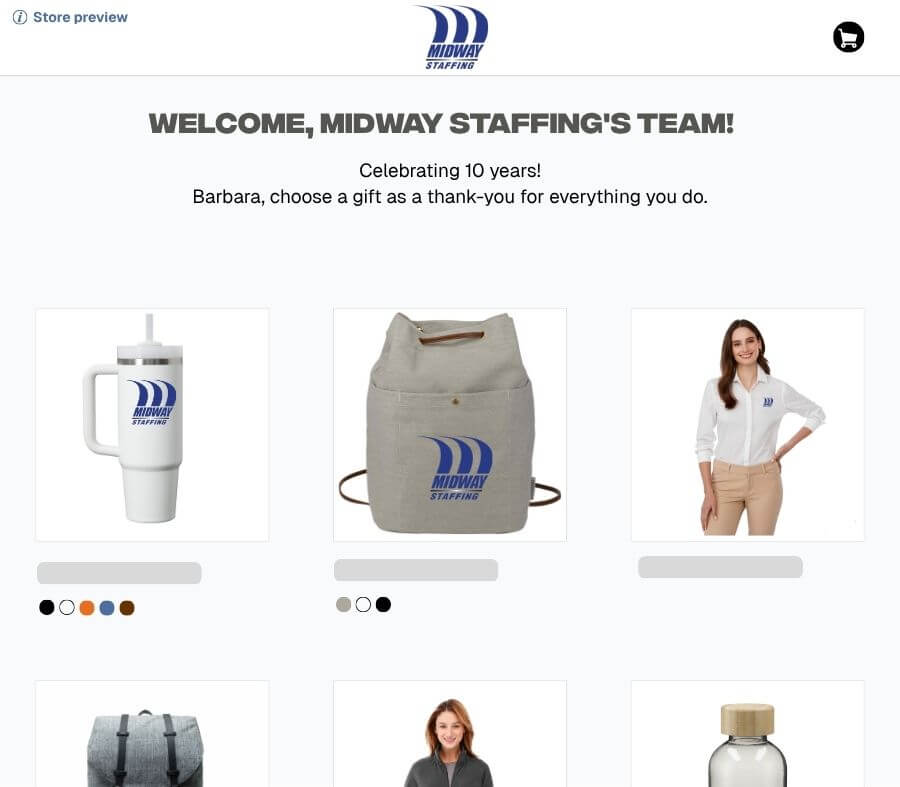 Store preview
MIDWAY
STAFFING
WELCOME, MIDWAY STAFFING'S TEAM!
Celebrating 10 years!
Barbara, choose a gift as a thank-you for everything you do.
MIDWAY
STAFFING
MIDWAY
STAFFING